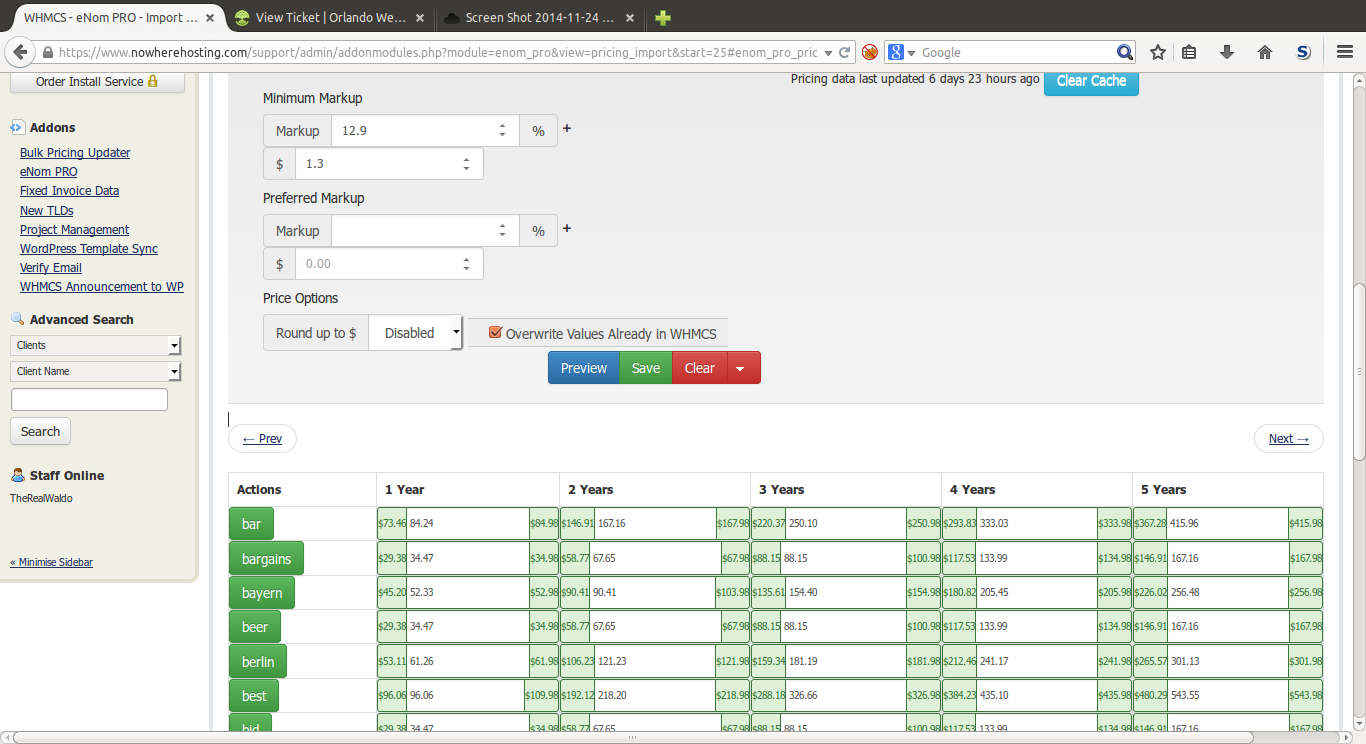 WHMCS - eNom PRO - Import ...
View Ticket | Orlando We...
Screen Shot 2014-11-24 ...
https://www.nowherehosting.com/support/admin/addonmodules.php?module=enom_pro&view=pricing_import&start=25#enom_pro_pric
Google
Order Install Service
Addons
Bulk Pricing Updater
eNom PRO
Fixed Invoice Data
New TLDs
Project Management
WordPress Template Sync
Verify Email
WHMCS Announcement to WP
Advanced Search
Clients
Client Name
Search
Staff Online
TheRealWaldo
« Minimise Sidebar
Pricing data last updated 6 days 23 hours ago Clear Cache
Minimum Markup
Markup 12.9 % +
$ 1.3
Preferred Markup
Markup % +
$ 0.00
Price Options
Round up to $ Disabled Overwrite Values Already in WHMCS
Preview Save Clear
← Prev Next →
Actions 1 Year 2 Years 3 Years 4 Years 5 Years
bar $73.46 84.24 $84.98 $146.91 167.16 $167.98 $220.37 250.10 $250.98 $293.83 333.03 $333.98 $367.28 415.96 $415.98
bargains $29.38 34.47 $34.98 $58.77 67.65 $67.98 $88.15 88.15 $100.98 $117.53 133.99 $134.98 $146.91 167.16 $167.98
bayern $45.20 52.33 $52.98 $90.41 90.41 $103.98 $135.61 154.40 $154.98 $180.82 205.45 $205.98 $226.02 256.48 $256.98
beer $29.38 34.47 $34.98 $58.77 67.65 $67.98 $88.15 88.15 $100.98 $117.53 133.99 $134.98 $146.91 167.16 $167.98
berlin $53.11 61.26 $61.98 $106.23 121.23 $121.98 $159.34 181.19 $181.98 $212.46 241.17 $241.98 $265.57 301.13 $301.98
best $96.06 96.06 $109.98 $192.12 218.20 $218.98 $288.18 326.66 $326.98 $384.23 435.10 $435.98 $480.29 543.55 $543.98
bid $29.38 34.47 $34.98 $58.77 67.65 $67.98 $88.15 88.15 $100.98 $117.53 133.99 $134.98 $146.91 167.16 $167.98